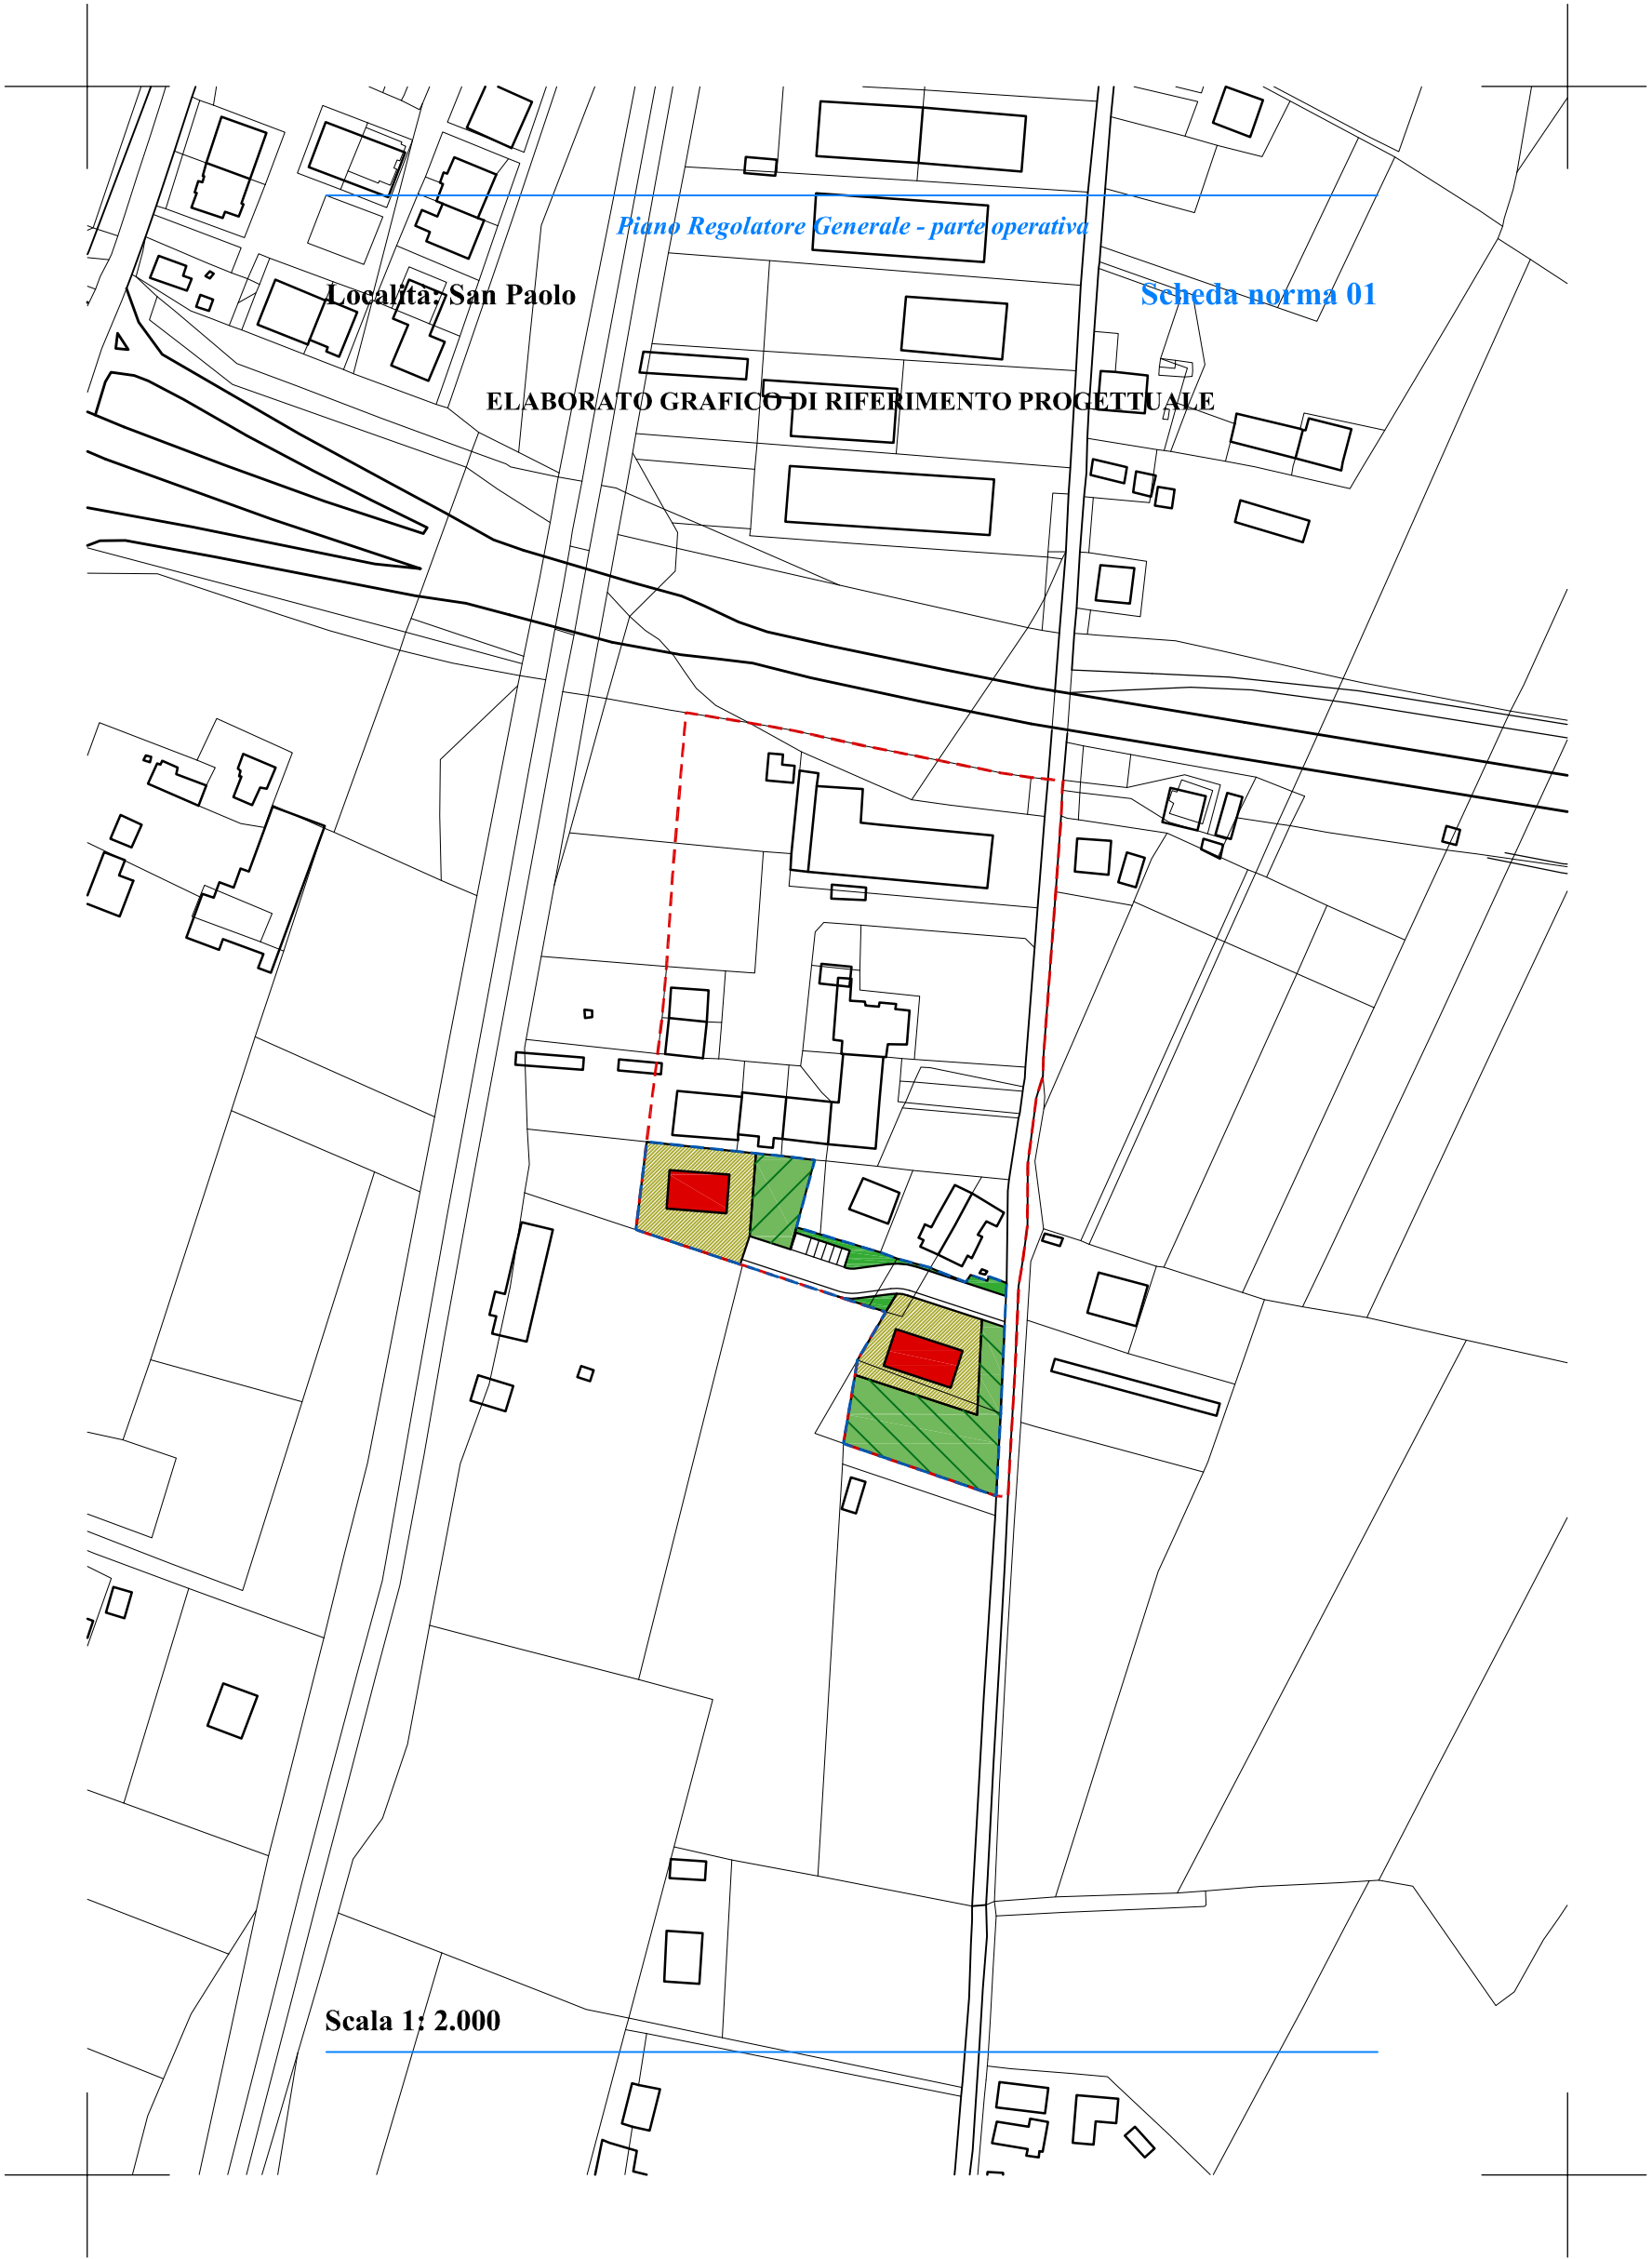 Piano Regolatore Generale - parte operativa
Località: San Paolo
Scheda norma 01
ELABORATO GRAFICO DI RIFERIMENTO PROGETTUALE
Scala 1: 2.000